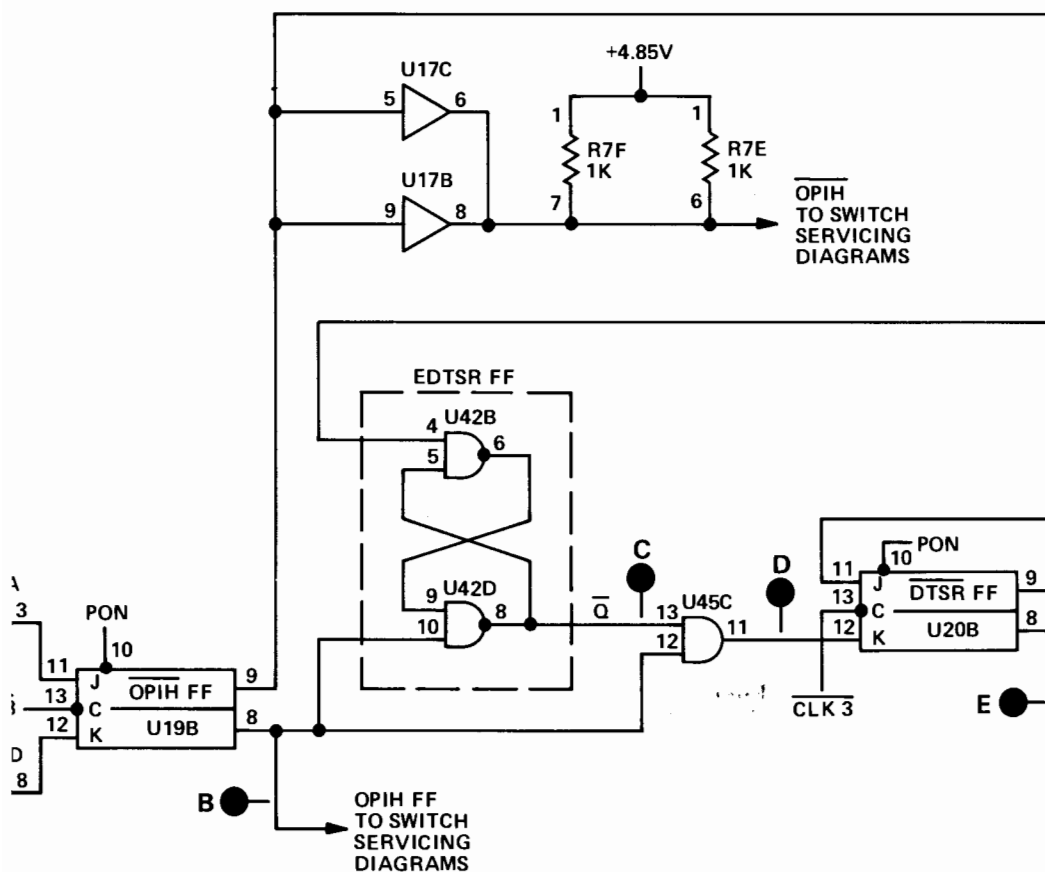 +4.85V
U17C
5
6
1
1
R7F
1K
R7E
1K
U17B
9
8
7
6
OPIH
TO SWITCH
SERVICING
DIAGRAMS
EDTSR FF
U42B
4
5
6
C
D
PON
10
A
3
PON
10
U42D
9
10
8
Q
13
12
U45C
11
11
13
12
J
C
K
DTSR FF
U20B
9
8
11
13
12
J
C
K
OPIH FF
U19B
9
8
D
8
CLK 3
E
B
OPIH FF
TO SWITCH
SERVICING
DIAGRAMS